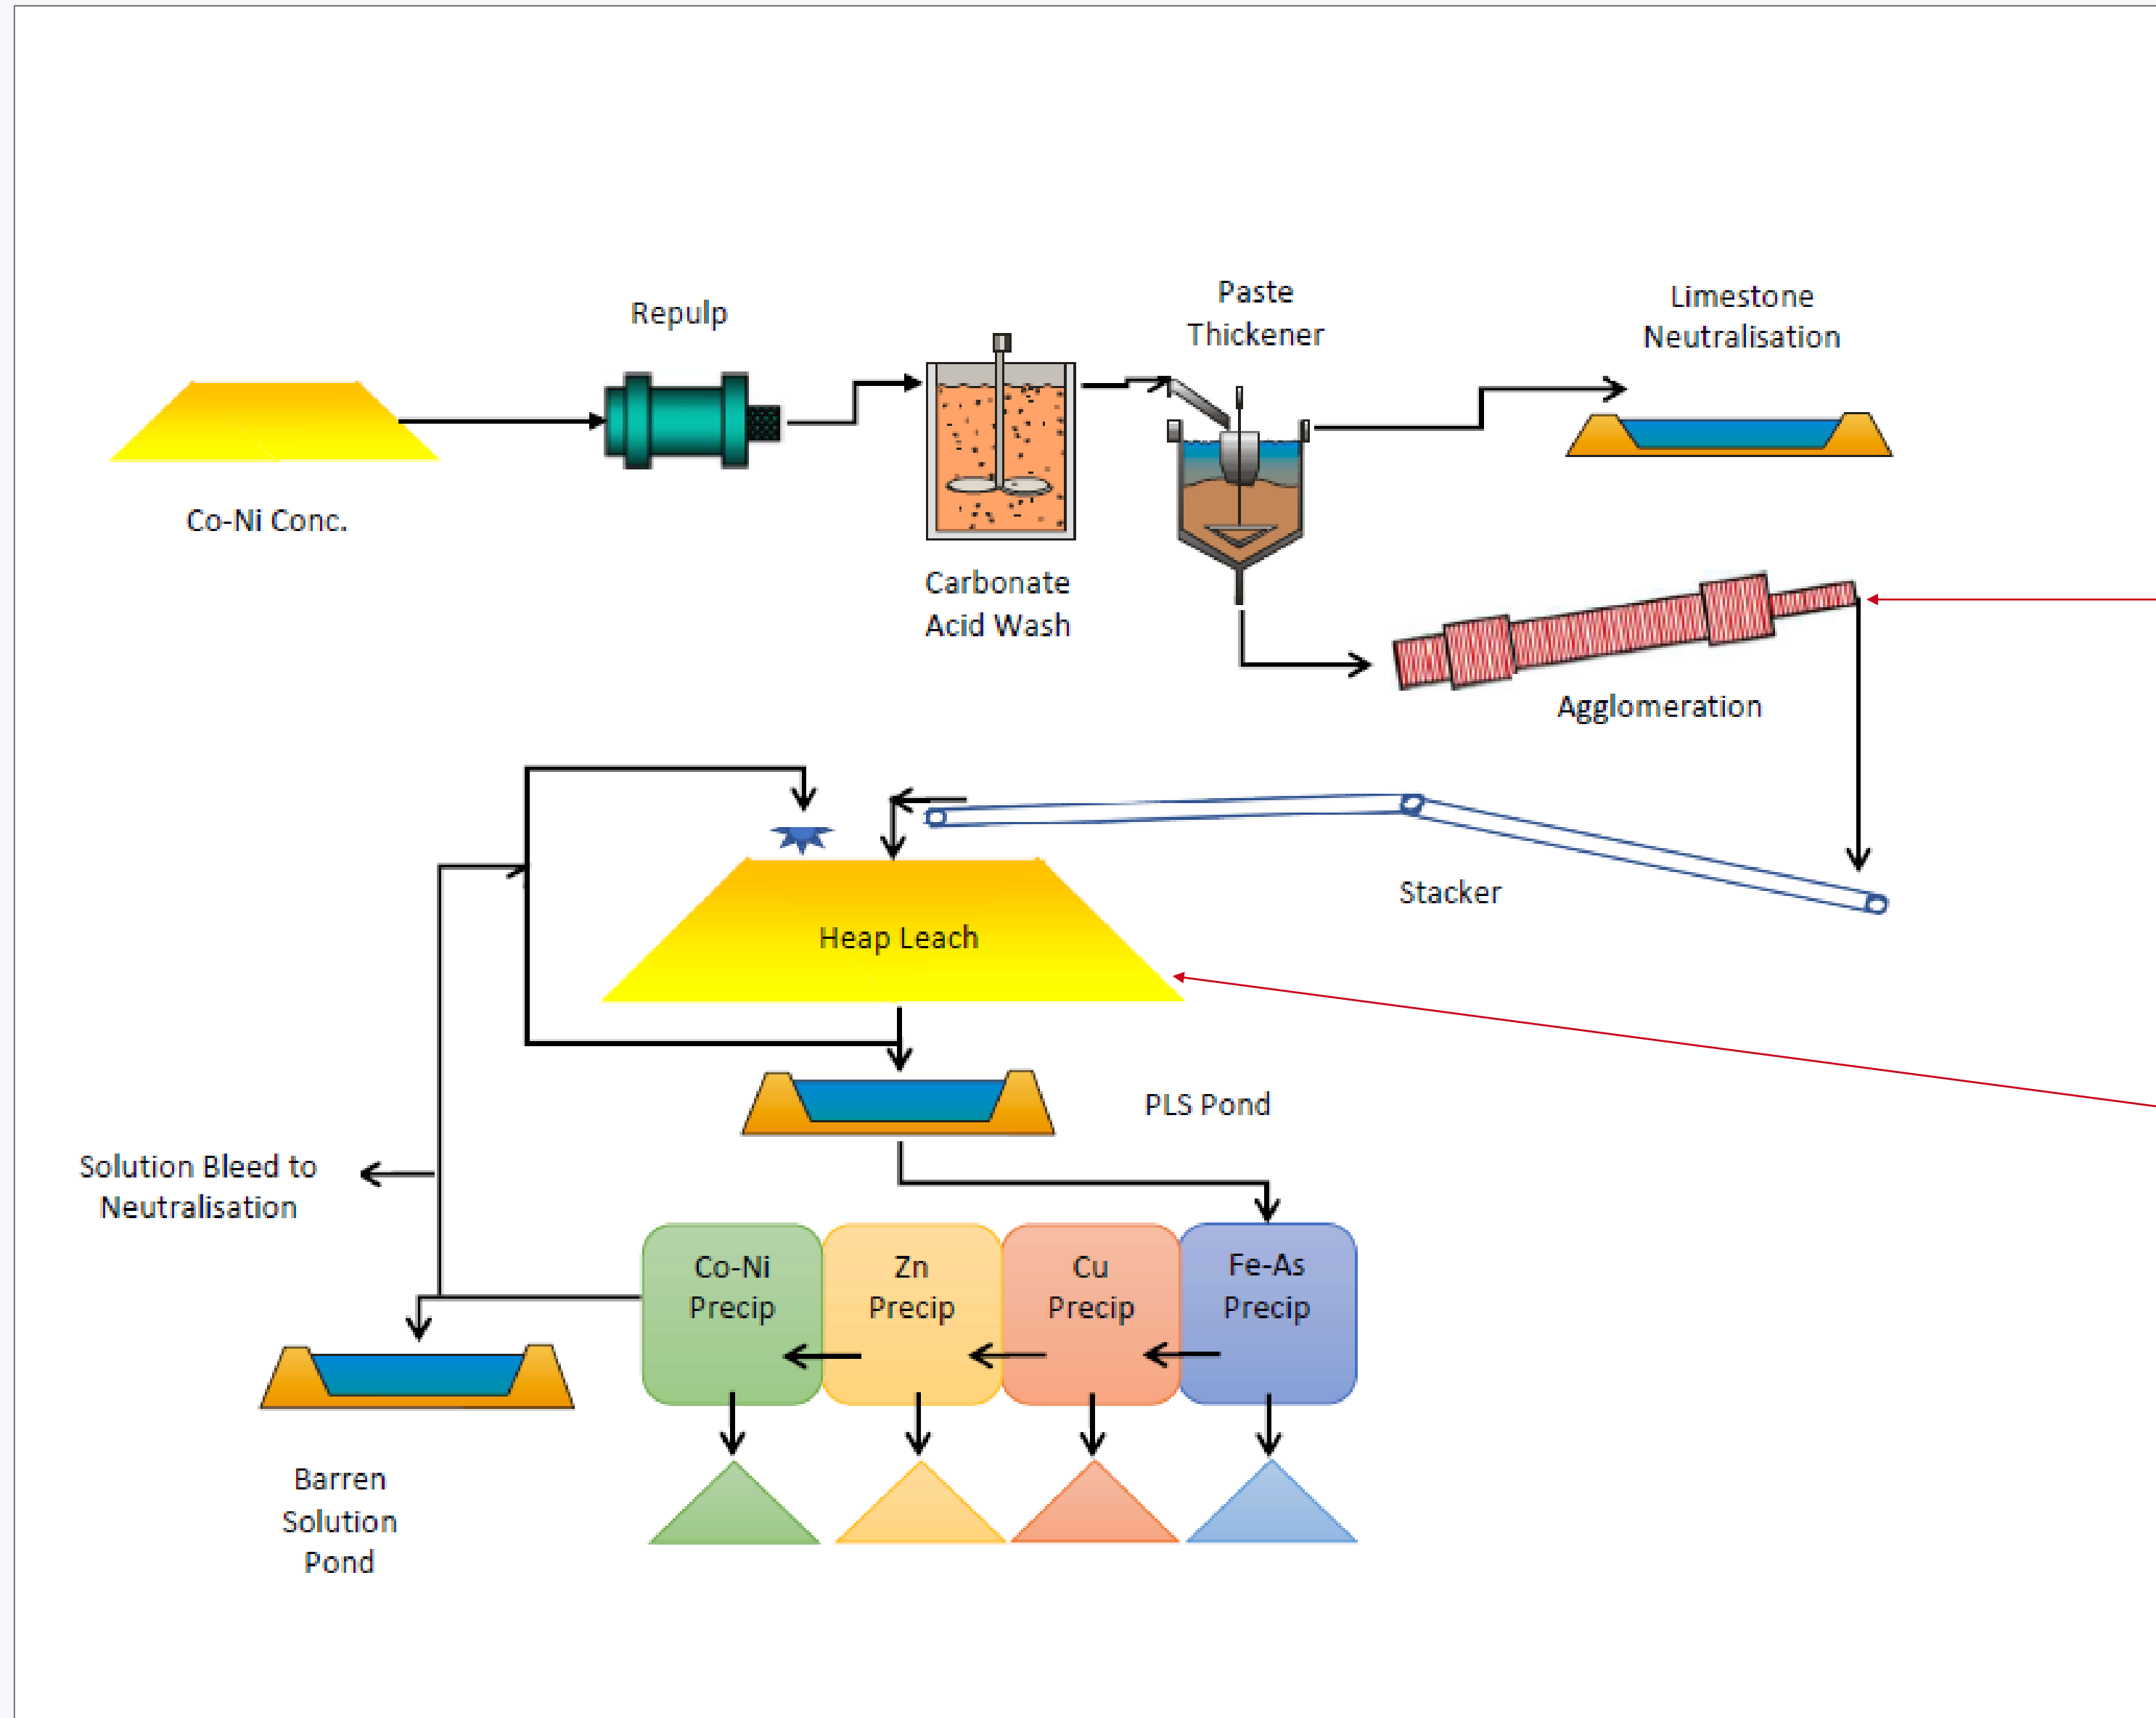 Paste
Thickener
Limestone
Neutralisation
Repulp
Co-Ni Conc.
Carbonate
Acid Wash
Agglomeration
Stacker
Heap Leach
PLS Pond
Solution Bleed to
Neutralisation
Co-Ni
Precip
Zn
Precip
Cu
Precip
Fe-As
Precip
Barren
Solution
Pond